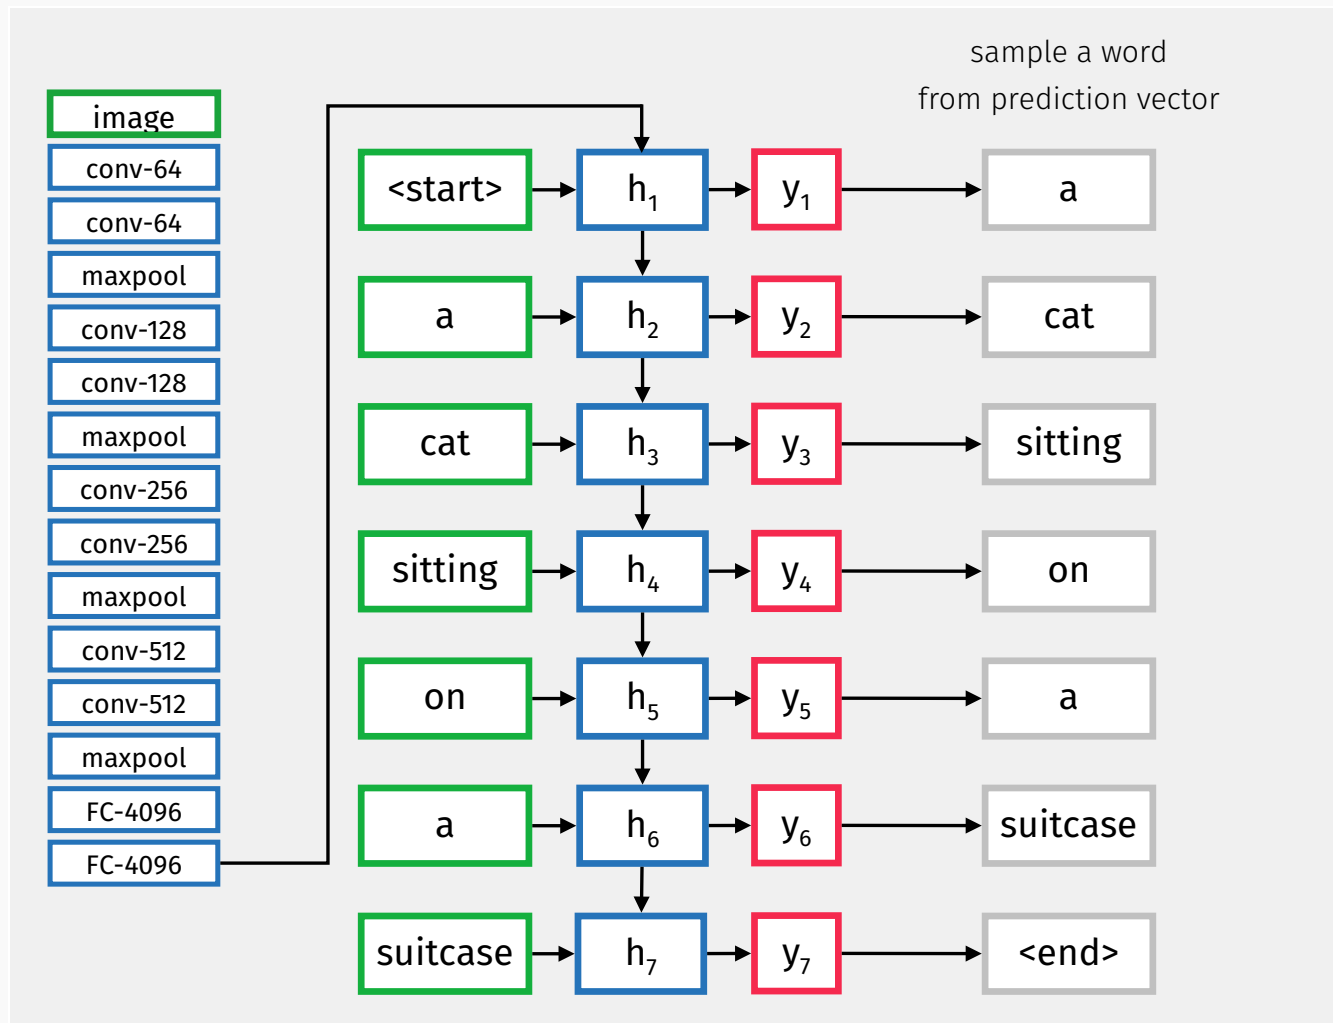 sample a word
from prediction vector
image
conv-64
conv-64
maxpool
conv-128
conv-128
maxpool
conv-256
conv-256
maxpool
conv-512
conv-512
maxpool
FC-4096
FC-4096
<start> h₁ y₁ a
a h₂ y₂ cat
cat h₃ y₃ sitting
sitting h₄ y₄ on
on h₅ y₅ a
a h₆ y₆ suitcase
suitcase h₇ y₇ <end>